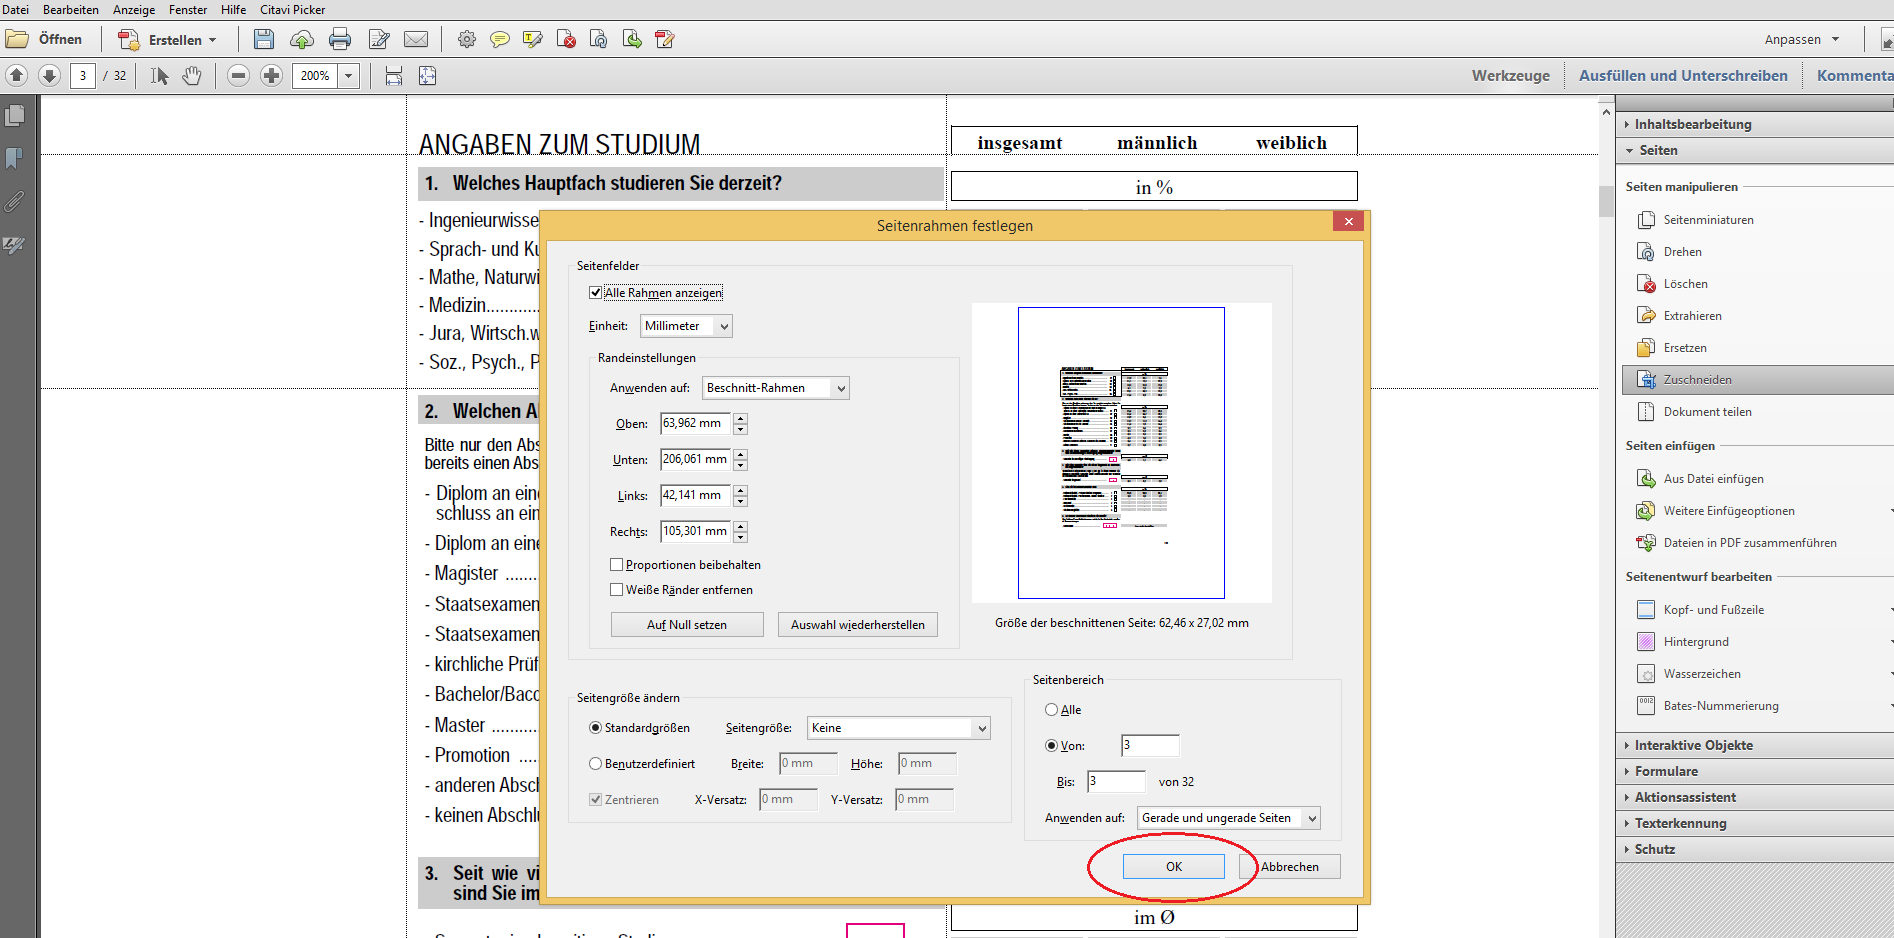 Datei Bearbeiten Anzeige Fenster Hilfe Citavi Picker
Öffnen Erstellen Anpassen
3 / 32 200% Werkzeuge Ausfüllen und Unterschreiben Kommenta
ANGABEN ZUM STUDIUM
insgesamt männlich weiblich
1. Welches Hauptfach studieren Sie derzeit?
in %
- Ingenieurwisse
- Sprach- und Ku
- Mathe, Naturwi
- Medizin............
- Jura, Wirtsch.w
- Soz., Psych., P
2. Welchen Al
Bitte nur den Abs
bereits einen Abs
- Diplom an eine
schluss an ein
- Diplom an eine
- Magister ........
- Staatsexamen
- Staatsexamen
- kirchliche Prüf
- Bachelor/Bacc
- Master ...........
- Promotion .....
- anderen Absch
- keinen Abschlu
3. Seit wie vi
sind Sie im
im Ø
Seitenrahmen festlegen
Seitenfelder
Alle Rahmen anzeigen
Einheit: Millimeter
Randeinstellungen
Anwenden auf: Beschnitt-Rahmen
Oben: 63,962 mm
Unten: 206,061 mm
Links: 42,141 mm
Rechts: 105,301 mm
Proportionen beibehalten
Weiße Ränder entfernen
Auf Null setzen Auswahl wiederherstellen
Größe der beschnittenen Seite: 62,46 x 27,02 mm
Seitengröße ändern
Standardgrößen Seitengröße: Keine
Benutzerdefiniert Breite: 0 mm Höhe: 0 mm
Zentrieren X-Versatz: 0 mm Y-Versatz: 0 mm
Seitenbereich
Alle
Von: 3
Bis: 3 von 32
Anwenden auf: Gerade und ungerade Seiten
OK Abbrechen
Inhaltsbearbeitung
Seiten
Seiten manipulieren
Seitenminiaturen
Drehen
Löschen
Extrahieren
Ersetzen
Zuschneiden
Dokument teilen
Seiten einfügen
Aus Datei einfügen
Weitere Einfügeoptionen
Dateien in PDF zusammenführen
Seitenentwurf bearbeiten
Kopf- und Fußzeile
Hintergrund
Wasserzeichen
Bates-Nummerierung
Interaktive Objekte
Formulare
Aktionsassistent
Texterkennung
Schutz